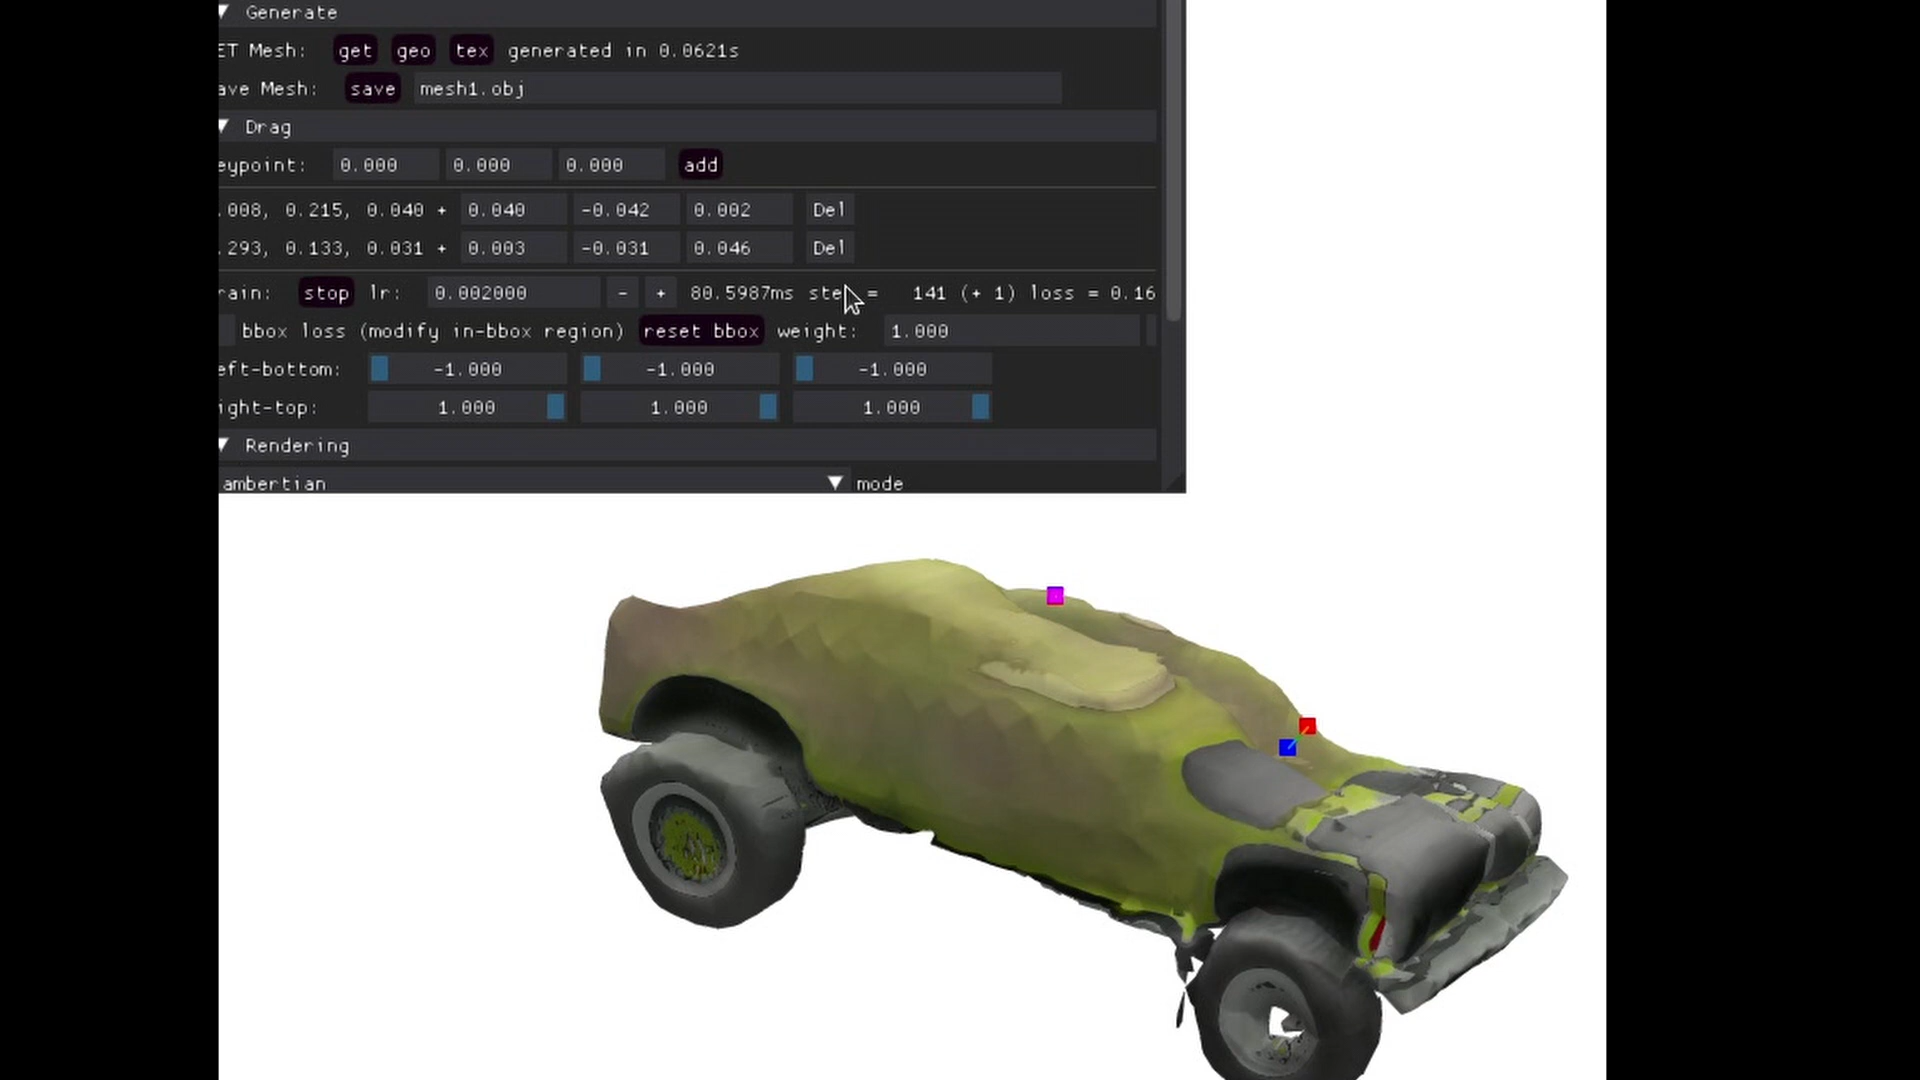 Generate
ET Mesh: get geo tex generated in 0.0621s
ave Mesh: save mesh1.obj
Drag
eypoint: 0.000 0.000 0.000 add
.008, 0.215, 0.040 + 0.040 -0.042 0.002 Del
.293, 0.133, 0.031 + 0.003 -0.031 0.046 Del
rain: stop lr: 0.002000 - + 80.5987ms ste = 141 (+ 1) loss = 0.16
bbox loss (modify in-bbox region) reset bbox weight: 1.000
eft-bottom: -1.000 -1.000 -1.000
ight-top: 1.000 1.000 1.000
Rendering
ambertian mode